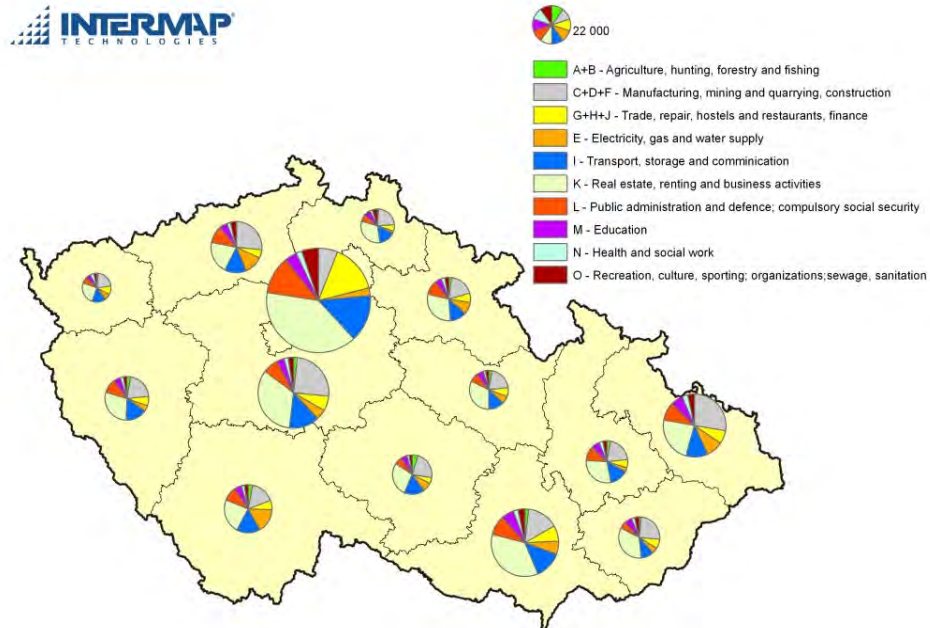 INTERMAP
TECHNOLOGIES
22 000
A+B - Agriculture, hunting, forestry and fishing
C+D+F - Manufacturing, mining and quarrying, construction
G+H+J - Trade, repair, hostels and restaurants, finance
E - Electricity, gas and water supply
I - Transport, storage and comminication
K - Real estate, renting and business activities
L - Public administration and defence; compulsory social security
M - Education
N - Health and social work
O - Recreation, culture, sporting; organizations;sewage, sanitation